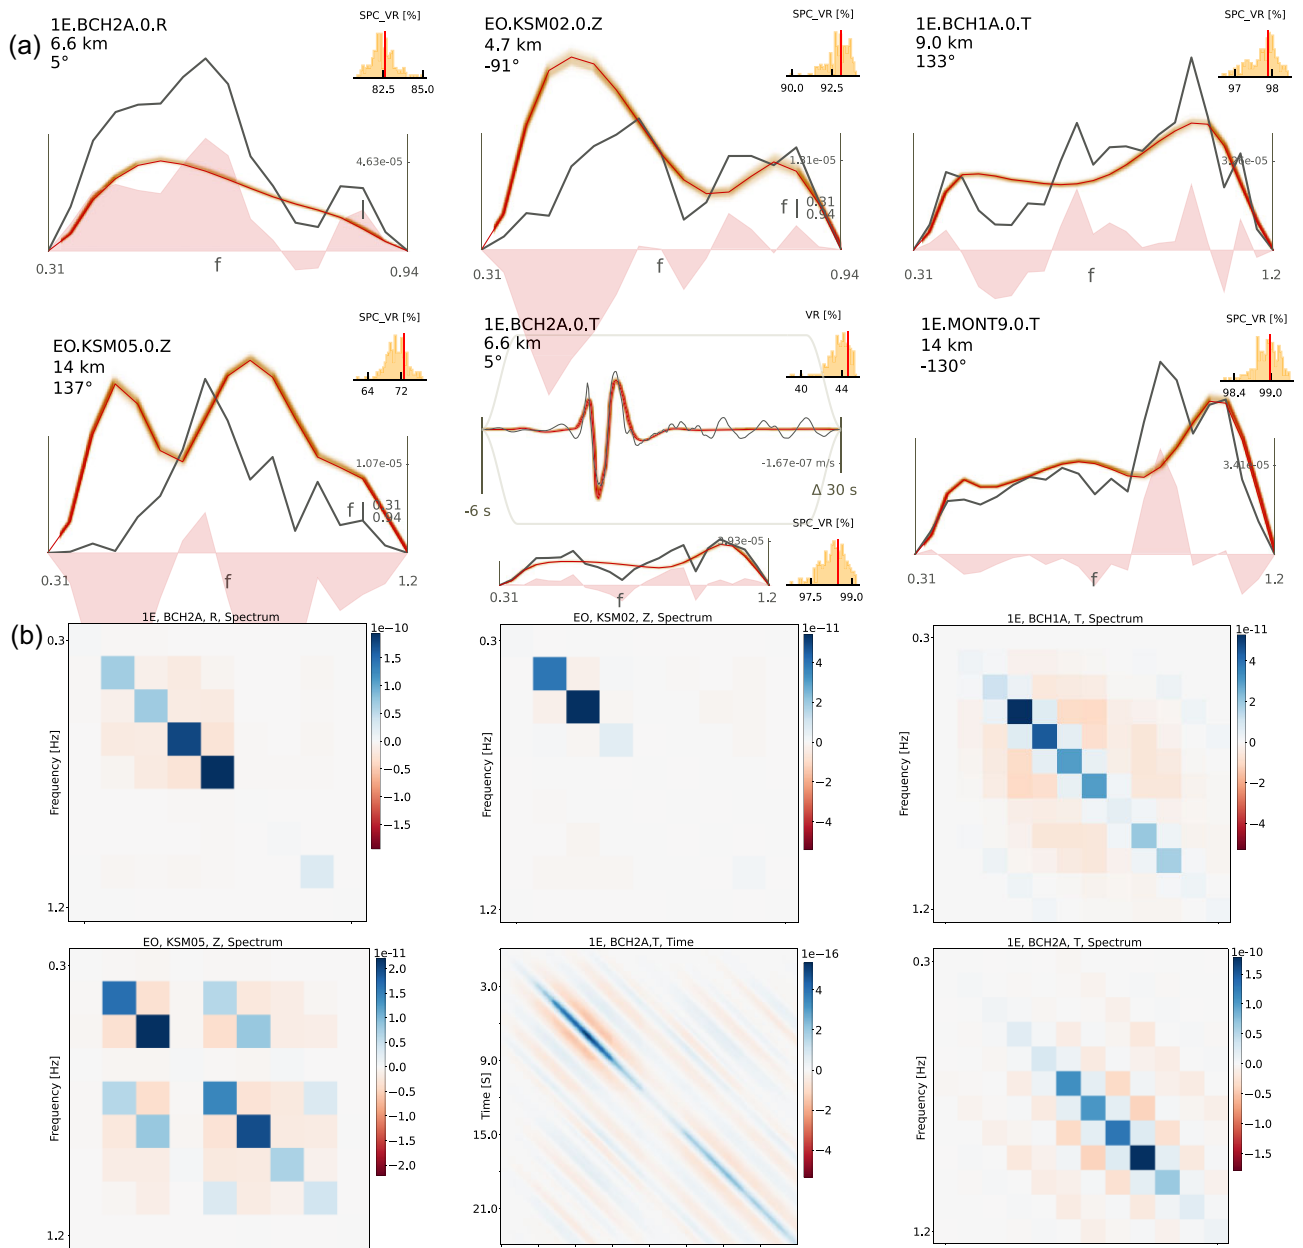 (a)
1E.BCH2A.0.R
6.6 km
5°
SPC_VR [%]
82.5 85.0
4.63e-05
0.31 f 0.94
EO.KSM02.0.Z
4.7 km
-91°
SPC_VR [%]
90.0 92.5
1.31e-05
f 0.31
0.94
0.31 f 0.94
1E.BCH1A.0.T
9.0 km
133°
SPC_VR [%]
97 98
0.31 f 1.2
EO.KSM05.0.Z
14 km
137°
SPC_VR [%]
64 72
1.07e-05
f 0.31
0.94
0.31 f 1.2
1E.BCH2A.0.T
6.6 km
5°
VR [%]
40 44
-1.67e-07 m/s
-6 s
Δ 30 s
SPC_VR [%]
97.5 99.0
0.31 f 1.2
1E.MONT9.0.T
14 km
-130°
SPC_VR [%]
98.4 99.0
3.41e-05
0.31 f 1.2
(b)
1E, BCH2A, R, Spectrum
1e−10
0.3
1.2
Frequency [Hz]
1.5
1.0
0.5
0.0
−0.5
−1.0
−1.5
EO, KSM02, Z, Spectrum
1e−11
0.3
1.2
4
2
0
−2
−4
1E, BCH1A, T, Spectrum
1e-11
0.3
1.2
Frequency [Hz]
4
2
0
−2
−4
EO, KSM05, Z, Spectrum
1e−11
0.3
1.2
Frequency [Hz]
2.0
1.5
1.0
0.5
0.0
−0.5
−1.0
−1.5
−2.0
1E, BCH2A,T, Time
1e−16
3.0
9.0
15.0
21.0
Time [S]
4
2
0
−2
−4
1E, BCH2A, T, Spectrum
1e-10
0.3
1.2
Frequency [Hz]
1.5
1.0
0.5
0.0
−0.5
−1.0
−1.5